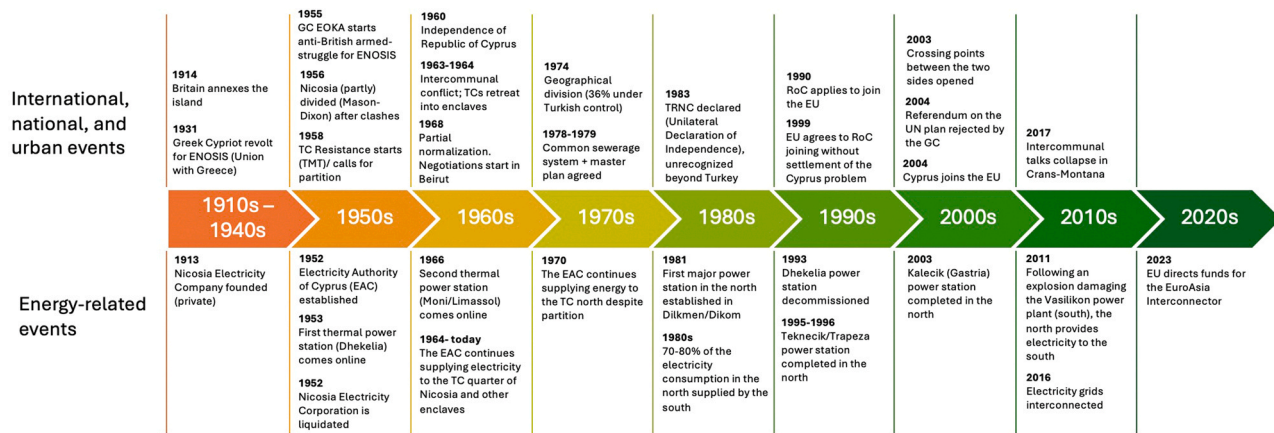 International,
national, and
urban events
1914
Britain annexes the
island
1931
Greek Cypriot revolt
for ENOSIS (Union
with Greece)
1955
GC EOKA starts
anti-British armed-
struggle for ENOSIS
1956
Nicosia (partly)
divided (Mason-
Dixon) after clashes
1958
TC Resistance starts
(TMT)/ calls for
partition
1960
Independence of
Republic of Cyprus
1963-1964
Intercommunal
conflict; TCs retreat
into enclaves
1968
Partial
normalization.
Negotiations start in
Beirut
1974
Geographical
division (36% under
Turkish control)
1978-1979
Common sewerage
system + master
plan agreed
1983
TRNC declared
(Unilateral
Declaration of
Independence),
unrecognized
beyond Turkey
1990
RoC applies to join
the EU
1999
EU agrees to RoC
joining without
settlement of the
Cyprus problem
2003
Crossing points
between the two
sides opened
2004
Referendum on the
UN plan rejected by
the GC
2004
Cyprus joins the EU
2017
Intercommunal
talks collapse in
Crans-Montana
1910s –
1940s
1950s
1960s
1970s
1980s
1990s
2000s
2010s
2020s
Energy-related
events
1913
Nicosia Electricity
Company founded
(private)
1952
Electricity Authority
of Cyprus (EAC)
established
1953
First thermal power
station (Dhekelia)
comes online
1952
Nicosia Electricity
Corporation is
liquidated
1966
Second thermal
power station
(Moni/Limassol)
comes online
1964- today
The EAC continues
supplying electricity
to the TC quarter of
Nicosia and other
enclaves
1970
The EAC continues
supplying energy to
the TC north despite
partition
1981
First major power
station in the north
established in
Dilkmen/Dikom
1980s
70-80% of the
electricity
consumption in the
north supplied by the
south
1993
Dhekelia power
station
decommissioned
1995-1996
Teknecik/Trapeza
power station
completed in the
north
2003
Kalecik (Gastria)
power station
completed in the
north
2011
Following an
explosion damaging
the Vasilikon power
plant (south), the
north provides
electricity to the
south
2016
Electricity grids
interconnected
2023
EU directs funds for
the EuroAsia
Interconnector